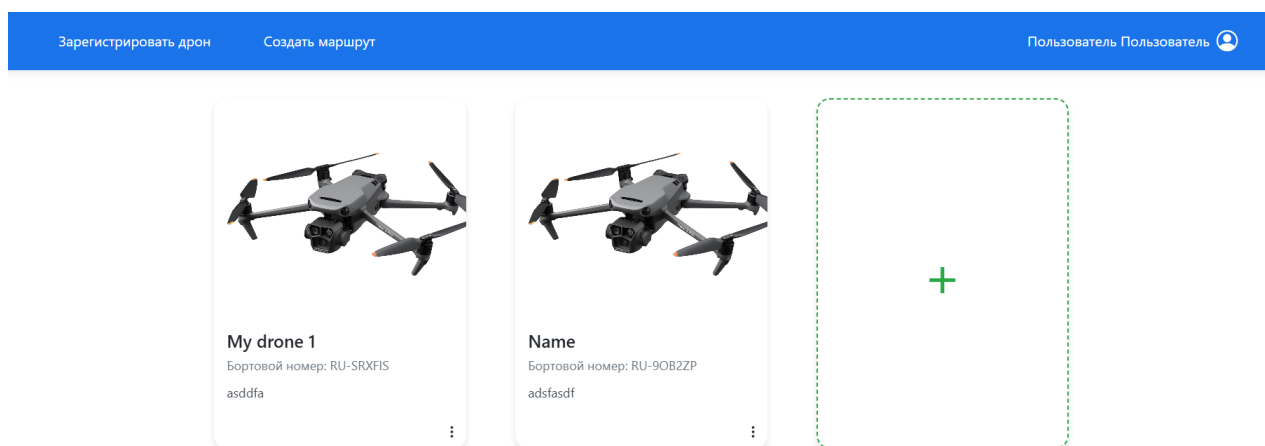 Зарегистрировать дрон
Создать маршрут
Пользователь Пользователь
My drone 1
Бортовой номер: RU-SRXFIS
asddfa
Name
Бортовой номер: RU-9OB2ZP
adsfasdf
+